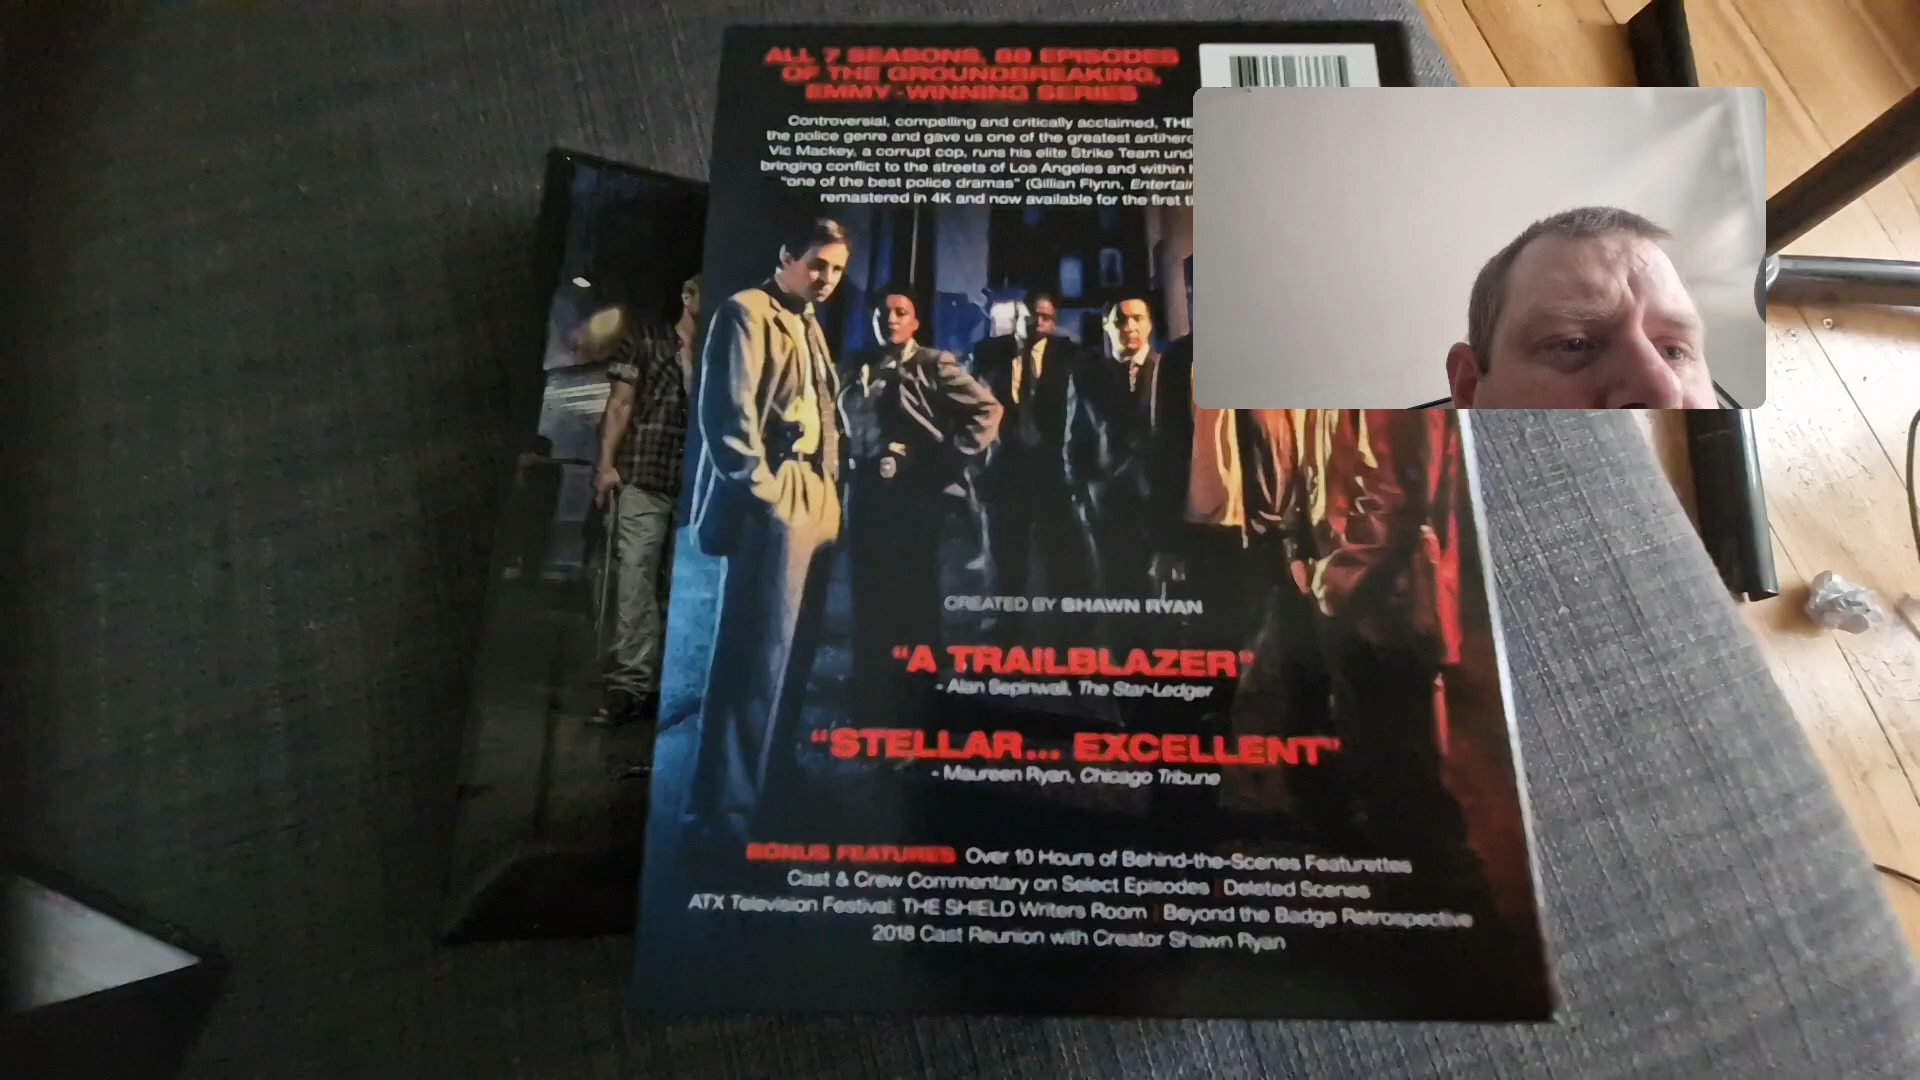 ALL 7 SEASONS, 88 EPISODES
OF THE GROUNDBREAKING,
EMMY-WINNING SERIES
Controversial, compelling and critically acclaimed, THE
the police genre and gave us one of the greatest
Vic Mackey, a corrupt cop, runs his elite Strike Team
bringing conflict to the streets of Los Angeles and within
"one of the best police dramas" (Gillian Flynn,
remastered in 4K and now available for the first
CREATED BY SHAWN RYAN
"A TRAILBLAZER"
- Alan Sepinwall, The Star-Ledger
"STELLAR... EXCELLENT"
- Maureen Ryan, Chicago Tribune
BONUS FEATURES Over 10 Hours of Behind-the-Scenes Featurettes
Cast & Crew Commentary on Select Episodes | Deleted Scenes
ATX Television Festival: THE SHIELD Writers Room | Beyond the Badge Retrospective
2018 Cast Reunion with Creator Shawn Ryan